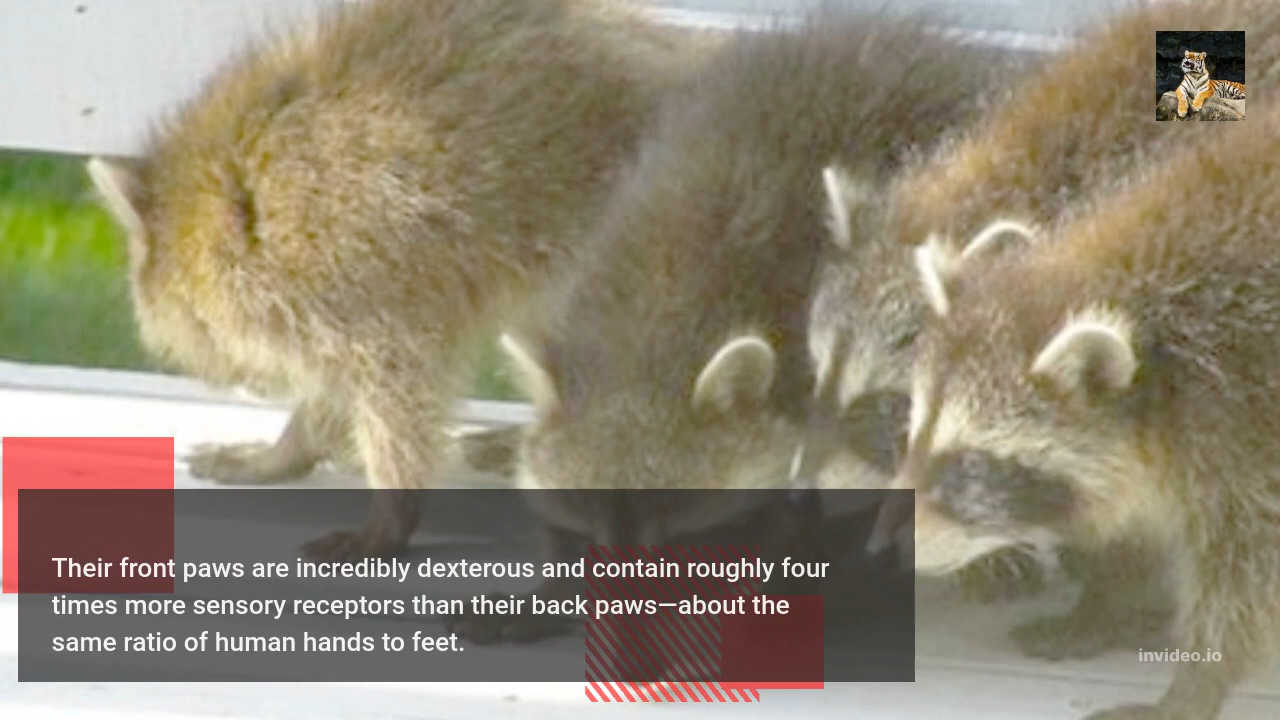 Their front paws are incredibly dexterous and contain roughly four
times more sensory receptors than their back paws—about the
same ratio of human hands to feet.
invideo.io